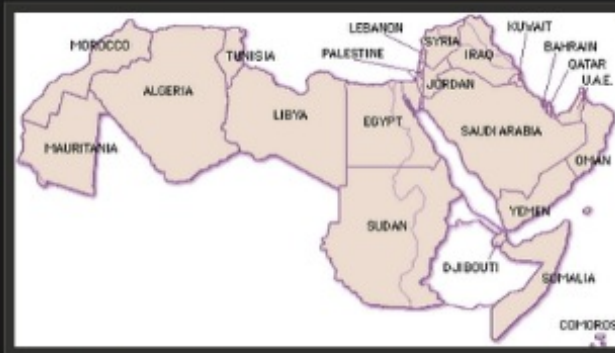 LEBANON
KUWAIT
MOROCCO
SYRIA
BAHRAIN
TUNISIA
PALESTINE
IRAQ
QATAR
U.A.E.
ALGERIA
JORDAN
LIBYA
EGYPT
SAUDI ARABIA
MAURITANIA
OMAN
YEMEN
SUDAN
DJIBOUTI
SOMALIA
COMOROS